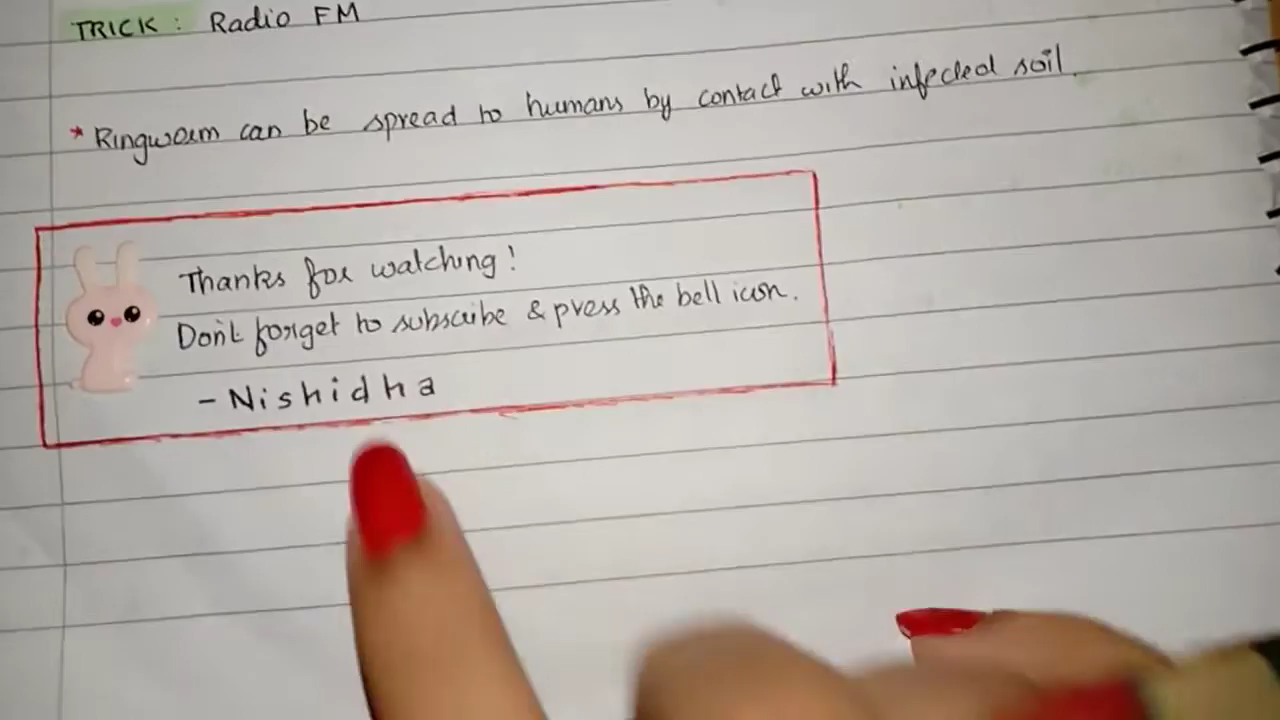 TRICK: Radio FM
* Ringworm can be spread to humans by contact with infected soil.
Thanks for watching!
Don't forget to subscribe & press the bell icon.
- Nishidha